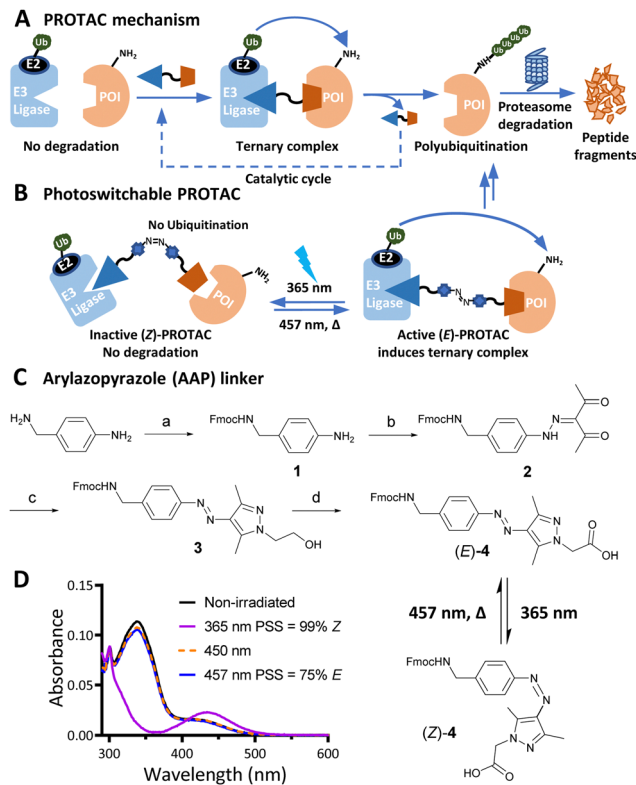 A PROTAC mechanism
Ub
E2
E3
Ligase
NH2
POI
No degradation
Ub
E2
E3
Ligase
NH2
POI
Ternary complex
Catalytic cycle
Ub Ub Ub Ub
NH
POI
Polyubiquitination
Proteasome
degradation
Peptide
fragments
B Photoswitchable PROTAC
Ub
E2
E3
Ligase
No Ubiquitination
N=N
NH2
POI
Inactive (Z)-PROTAC
No degradation
365 nm
457 nm, Δ
Ub
E2
E3
Ligase
N
N
NH2
POI
Active (E)-PROTAC
induces ternary complex
C Arylazopyrazole (AAP) linker
H2N
NH2
a
FmocHN
NH2
1
b
FmocHN
N
H
N
O
O
2
c
FmocHN
N
N
N
N
OH
3
d
FmocHN
N
N
N
N
O
OH
(E)-4
457 nm, Δ
365 nm
FmocHN
N
N
N
N
HO
O
(Z)-4
D
Absorbance
0.15
0.10
0.05
0.00
300 400 500 600
Wavelength (nm)
Non-irradiated
365 nm PSS = 99% Z
450 nm
457 nm PSS = 75% E